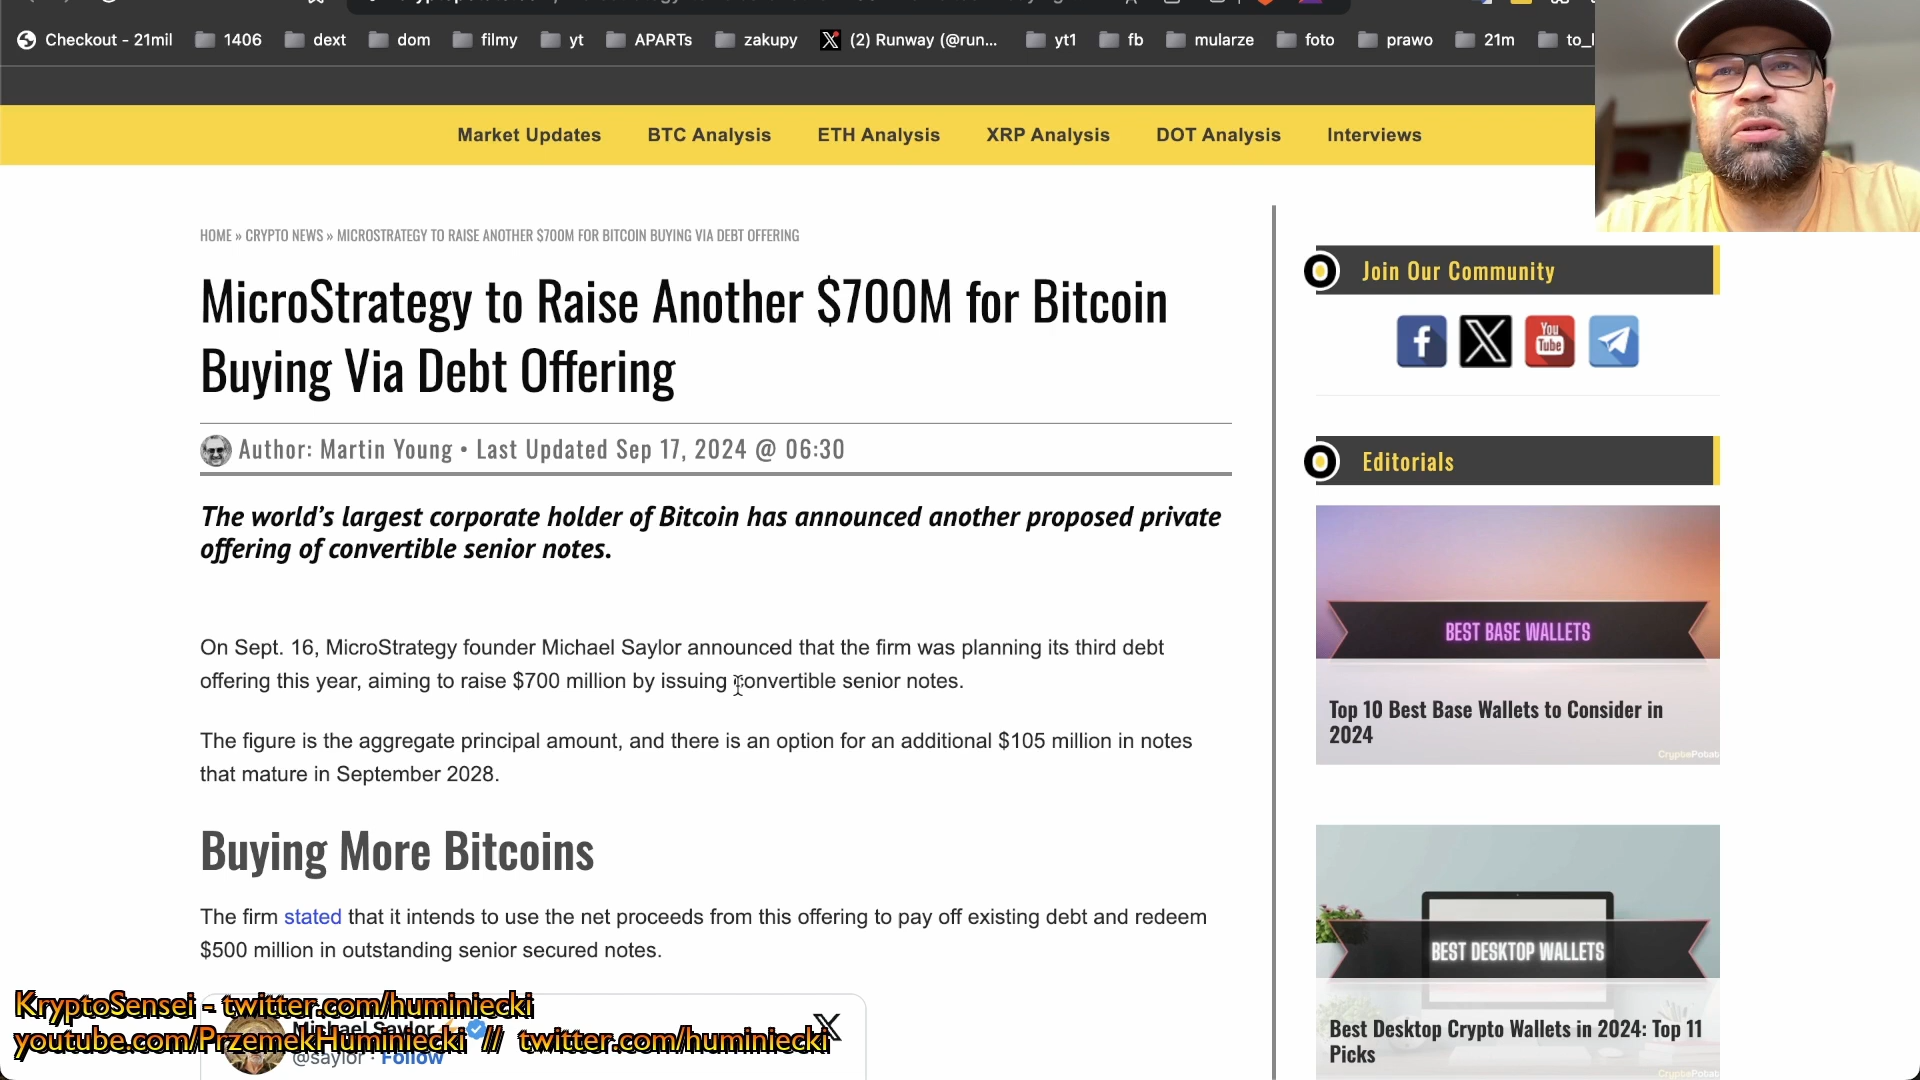 Checkout - 21mil 1406 dext dom filmy yt APARTs zakupy (2) Runway (@run... yt1 fb mularze foto prawo 21m
Market Updates BTC Analysis ETH Analysis XRP Analysis DOT Analysis Interviews
HOME » CRYPTO NEWS » MICROSTRATEGY TO RAISE ANOTHER $700M FOR BITCOIN BUYING VIA DEBT OFFERING
MicroStrategy to Raise Another $700M for Bitcoin
Buying Via Debt Offering
Author: Martin Young • Last Updated Sep 17, 2024 @ 06:30
The world's largest corporate holder of Bitcoin has announced another proposed private
offering of convertible senior notes.
On Sept. 16, MicroStrategy founder Michael Saylor announced that the firm was planning its third debt
offering this year, aiming to raise $700 million by issuing convertible senior notes.
The figure is the aggregate principal amount, and there is an option for an additional $105 million in notes
that mature in September 2028.
Buying More Bitcoins
The firm stated that it intends to use the net proceeds from this offering to pay off existing debt and redeem
$500 million in outstanding senior secured notes.
Michael Saylor
@saylor · Follow
KryptoSensei - twitter.com/huminiecki
youtube.com/PrzemekHuminiecki // twitter.com/huminiecki
Join Our Community
You
Tube
Editorials
BEST BASE WALLETS
Top 10 Best Base Wallets to Consider in
2024
BEST DESKTOP WALLETS
Best Desktop Crypto Wallets in 2024: Top 11
Picks